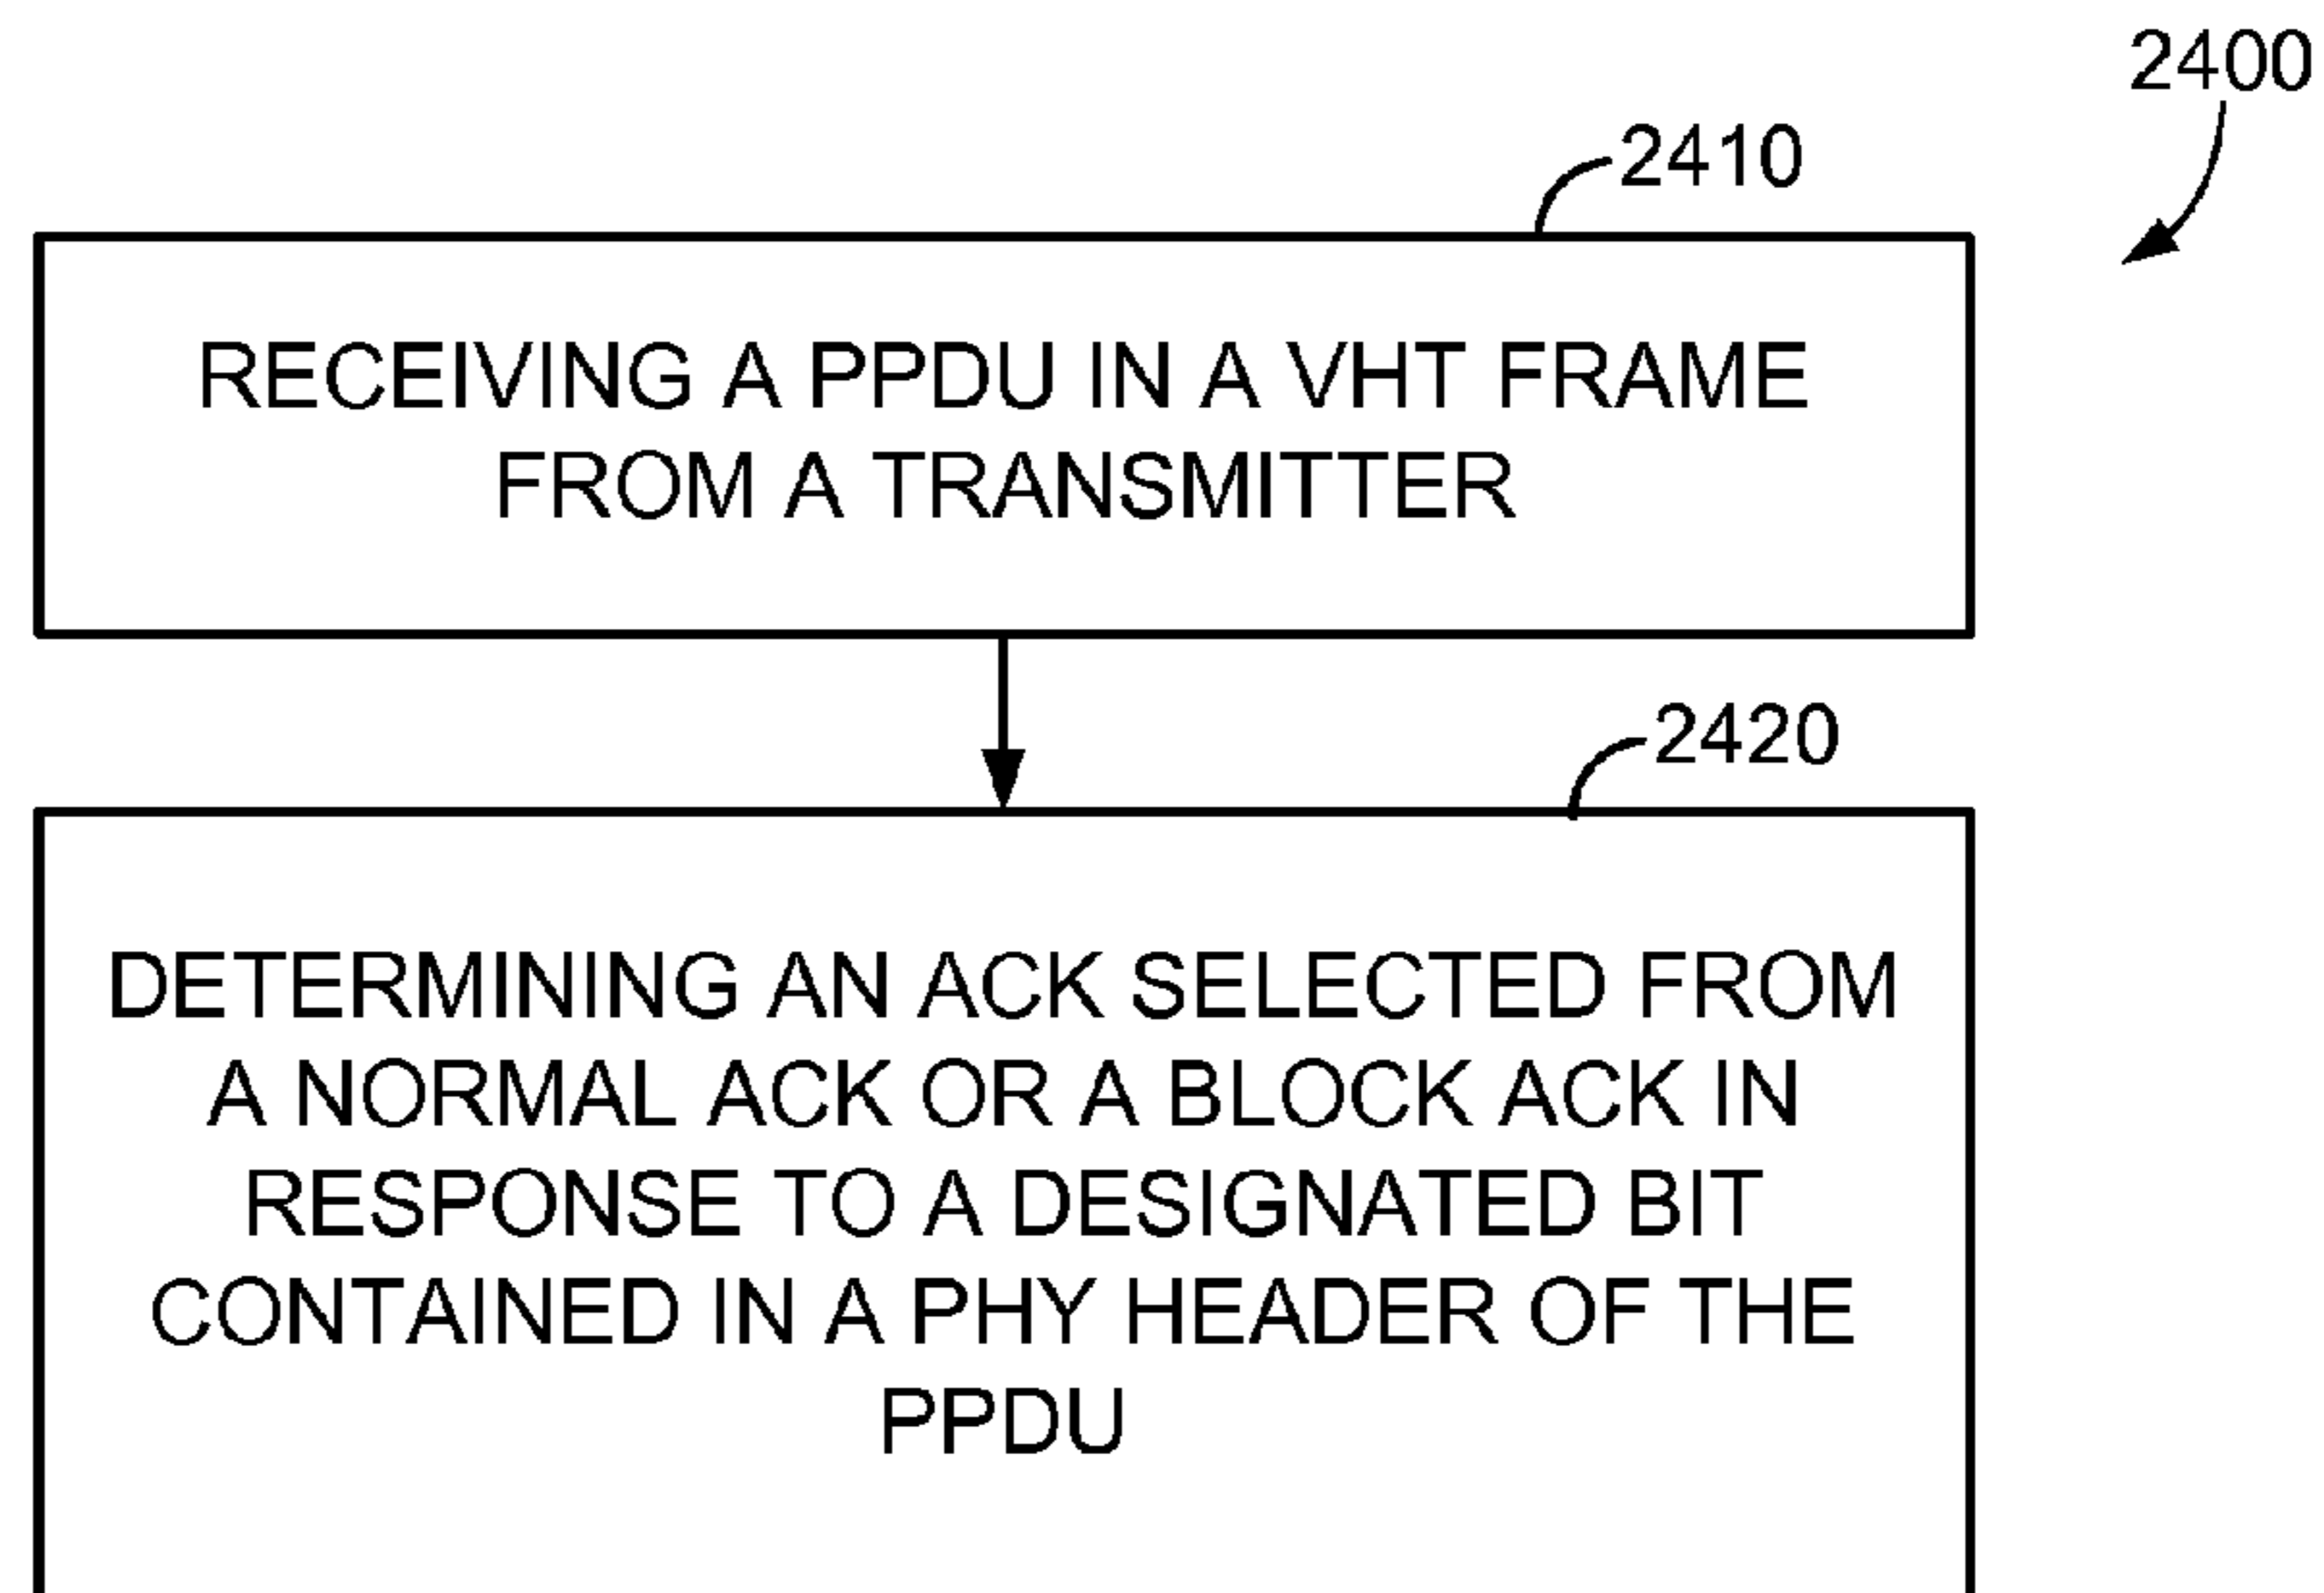 2400
2410
RECEIVING A PPDU IN A VHT FRAME
FROM A TRANSMITTER
2420
DETERMINING AN ACK SELECTED FROM
A NORMAL ACK OR A BLOCK ACK IN
RESPONSE TO A DESIGNATED BIT
CONTAINED IN A PHY HEADER OF THE
PPDU